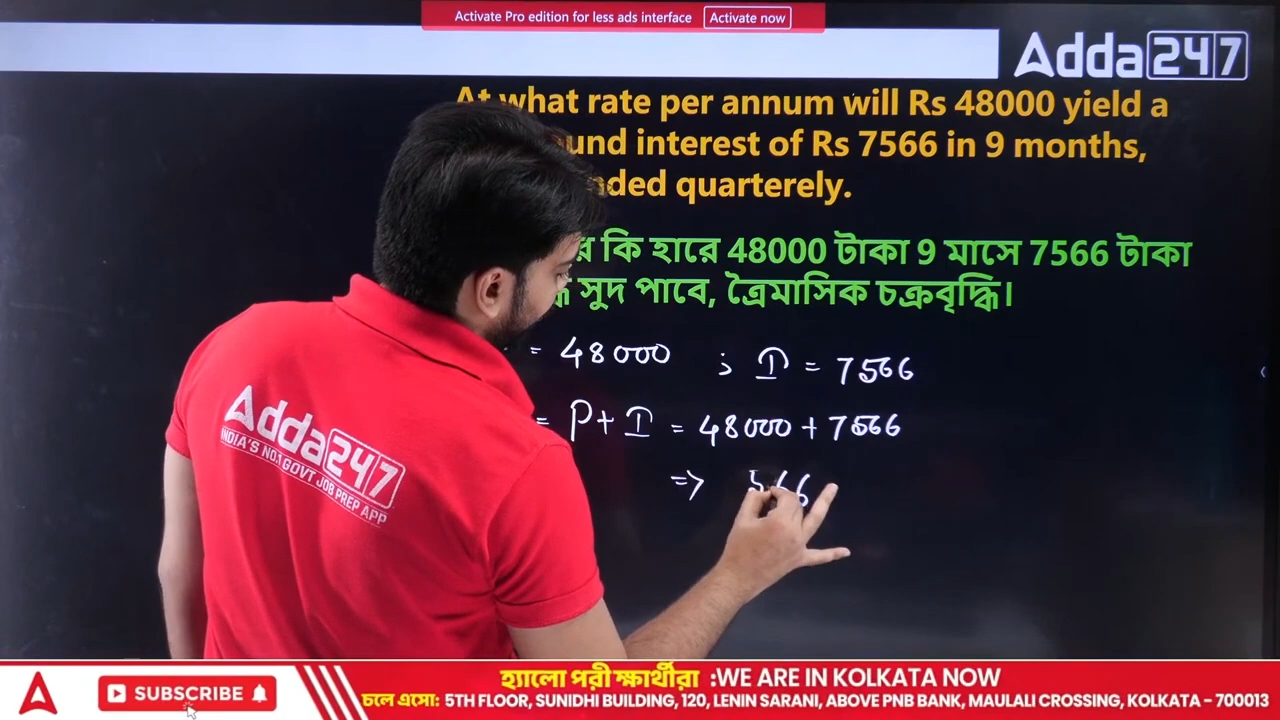 Activate Pro edition for less ads interface Activate now
Adda247
At what rate per annum will Rs 48000 yield a
und interest of Rs 7566 in 9 months,
nded quarterely.
কি হারে 48000 টাকা 9 মাসে 7566 টাকা
সুদ পাবে, ত্রৈমাসিক চক্রবৃদ্ধি।
= 48000 ; I = 7566
= P + I = 48000 + 7566
=> 566
Adda247
INDIA'S NO.1 GOVT JOB PREP APP
SUBSCRIBE
হ্যালো পরীক্ষার্থীরা :WE ARE IN KOLKATA NOW
চলে এসো: 5TH FLOOR, SUNIDHI BUILDING, 120, LENIN SARANI, ABOVE PNB BANK, MAULALI CROSSING, KOLKATA - 700013